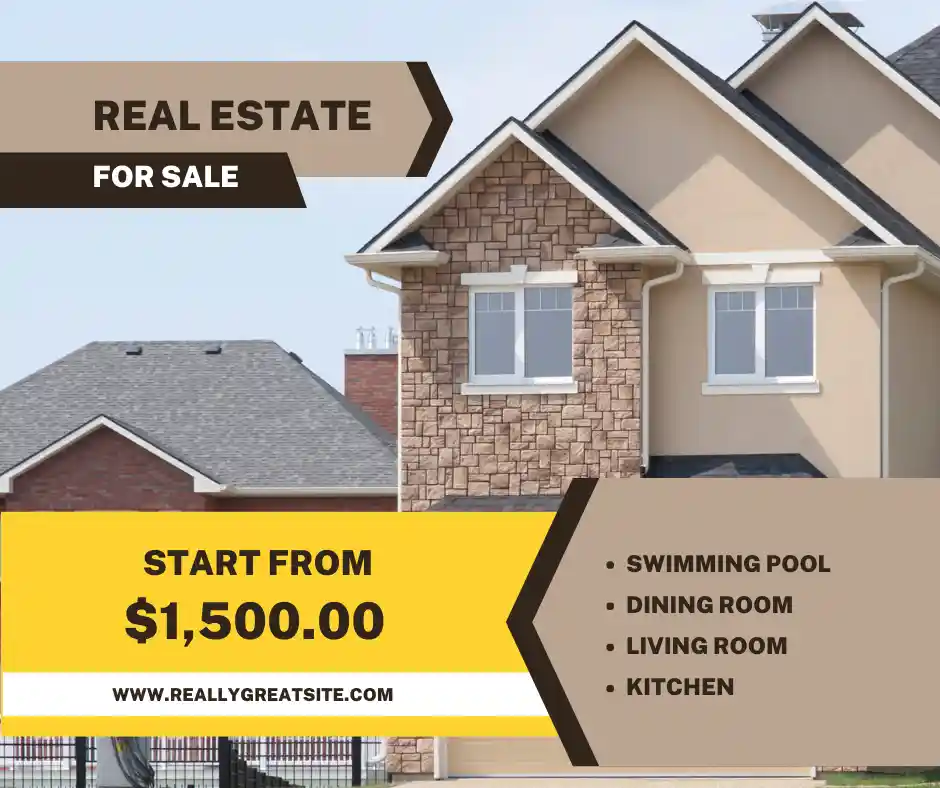 REAL ESTATE
FOR SALE
START FROM
$1,500.00
WWW.REALLYGREATSITE.COM
• SWIMMING POOL
• DINING ROOM
• LIVING ROOM
• KITCHEN